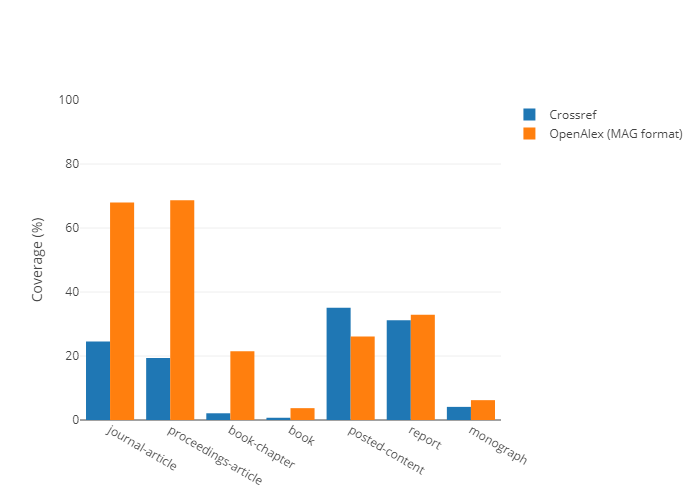 100
80
60
40
20
0
Coverage (%)
journal-article
proceedings-article
book-chapter
book
posted-content
report
monograph
Crossref
OpenAlex (MAG format)